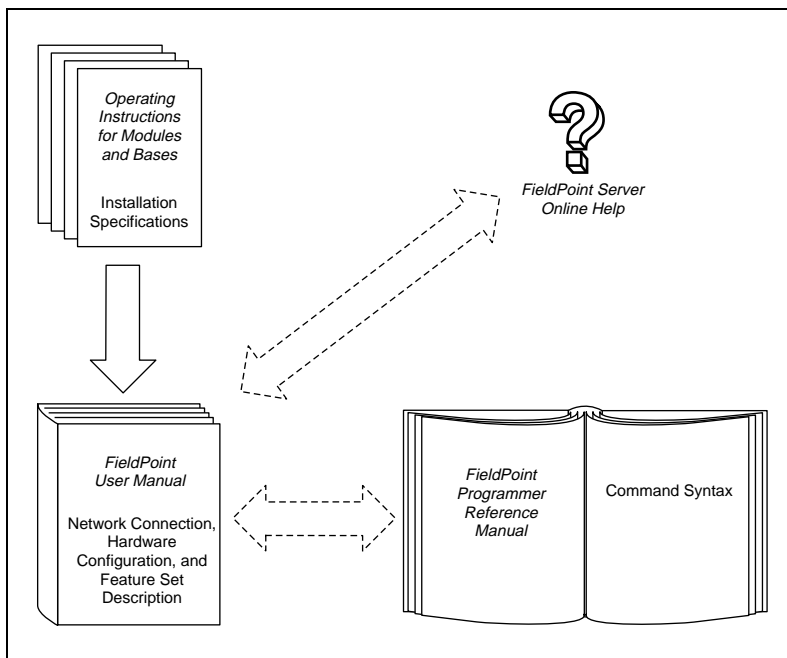 Operating
Instructions
for Modules
and Bases
Installation
Specifications
FieldPoint Server
Online Help
FieldPoint
User Manual
Network Connection,
Hardware
Configuration, and
Feature Set
Description
FieldPoint
Programmer
Reference
Manual
Command Syntax